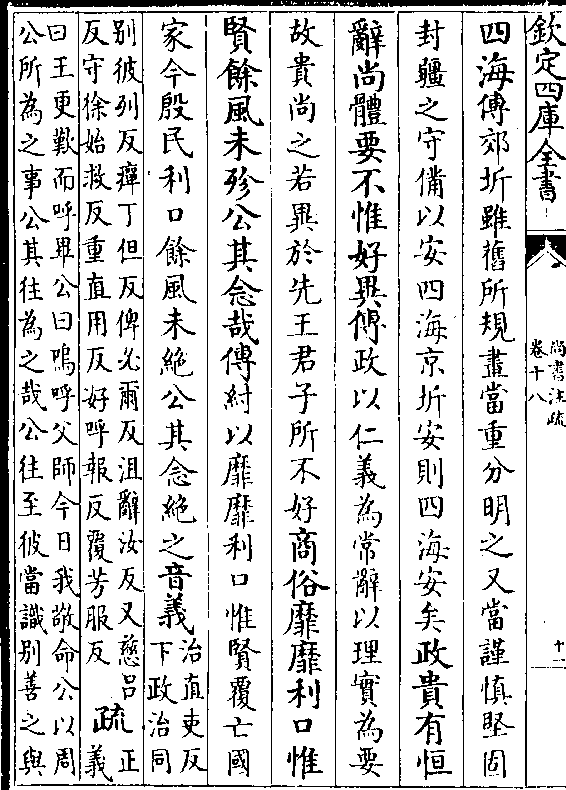 欽定四庫全書
尚書注疏
卷十八
十二
四海傳郊圻雖舊所規畫當重分明之又當謹慎堅固
封疆之守備以安四海京圻安則四海安矣政貴有恒
辭尚體要不惟好異傳政以仁義為常辭以理實為要
故貴尚之若異於先王君子所不好商俗靡靡利口惟
賢餘風未殄公其念哉傳紂以靡靡利口惟賢覆亡國
家今殷民利口餘風未絶公其念絶之音義治直吏反
下政治同
别彼列反癉丁但反俾必爾反沮辭汝反又慈吕
反守徐始救反重直用反好呼報反覆芳服反疏正
義
曰王更歎而呼畢公曰嗚呼父師今日我敬命公以周
公所為之事公其往為之哉公往至彼當識别善之與